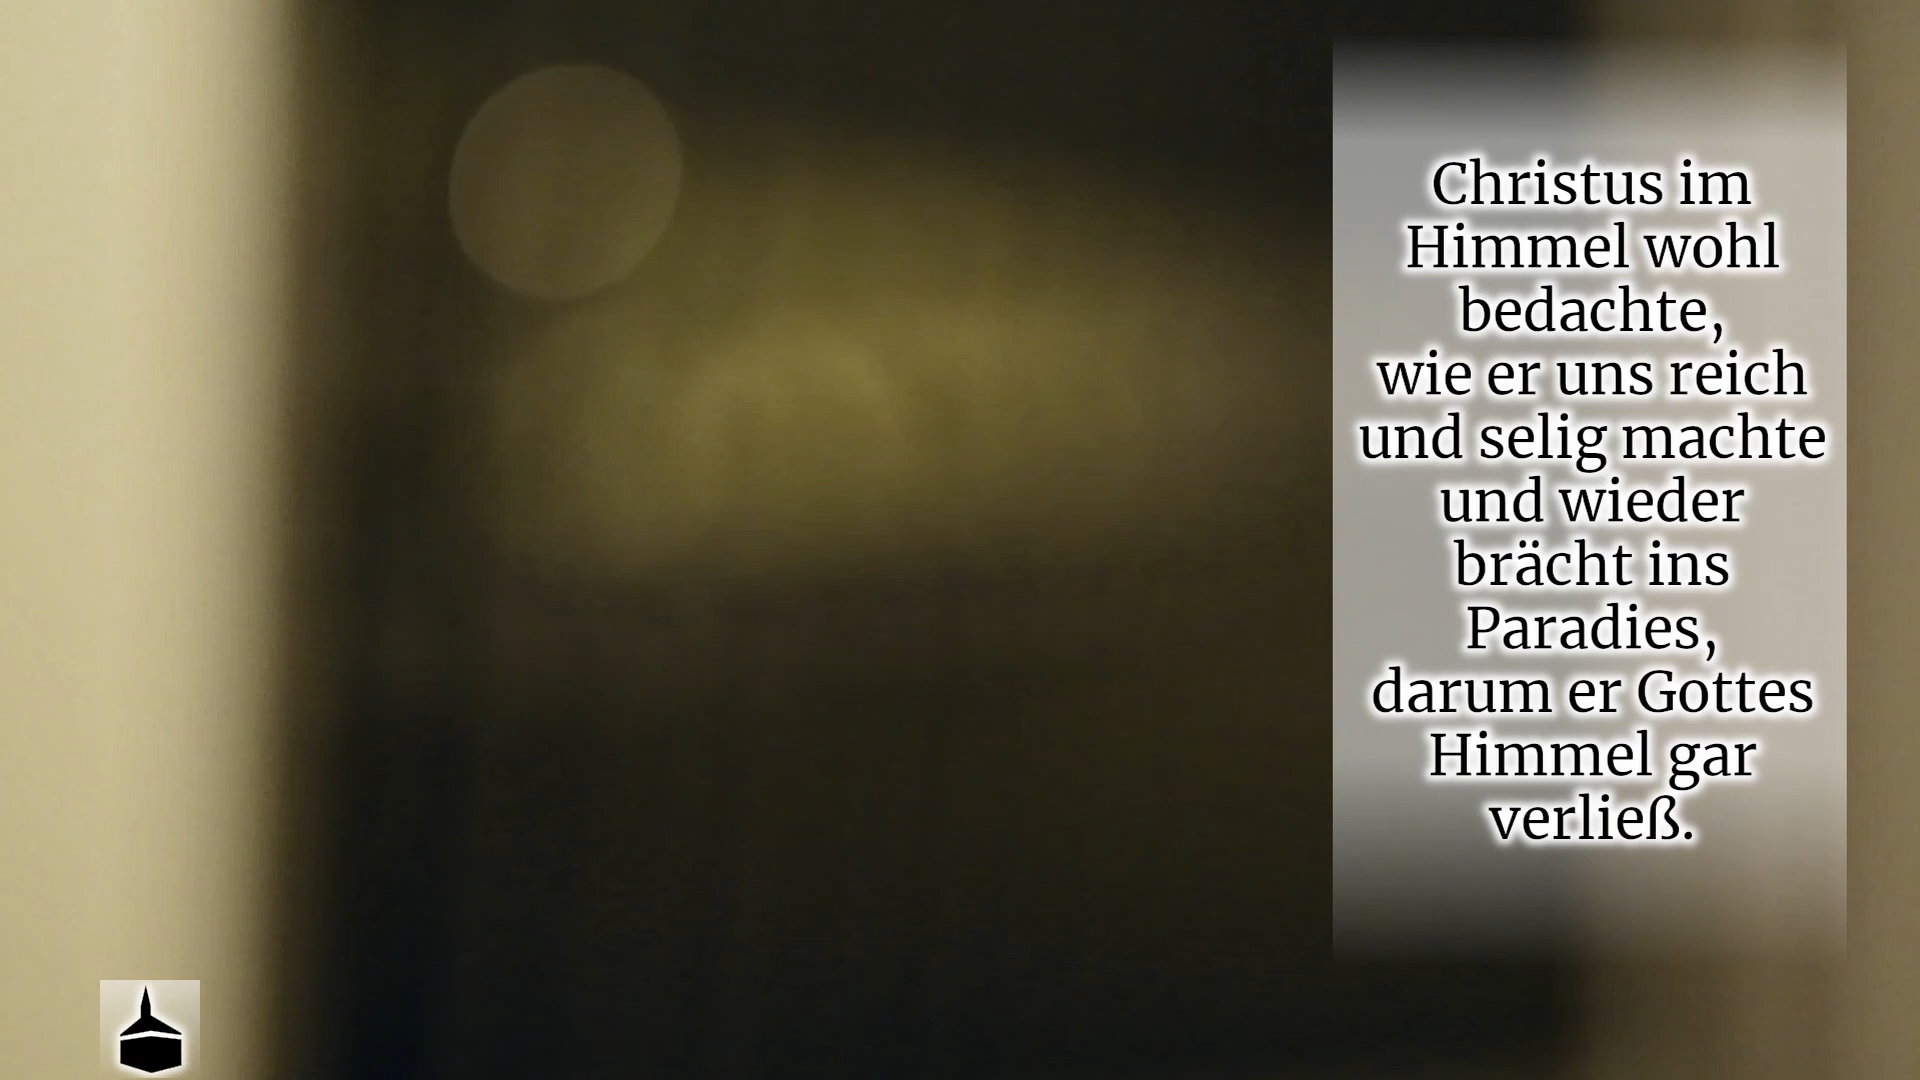 Christus im
Himmel wohl
bedachte,
wie er uns reich
und selig machte
und wieder
brächt ins
Paradies,
darum er Gottes
Himmel gar
verließ.